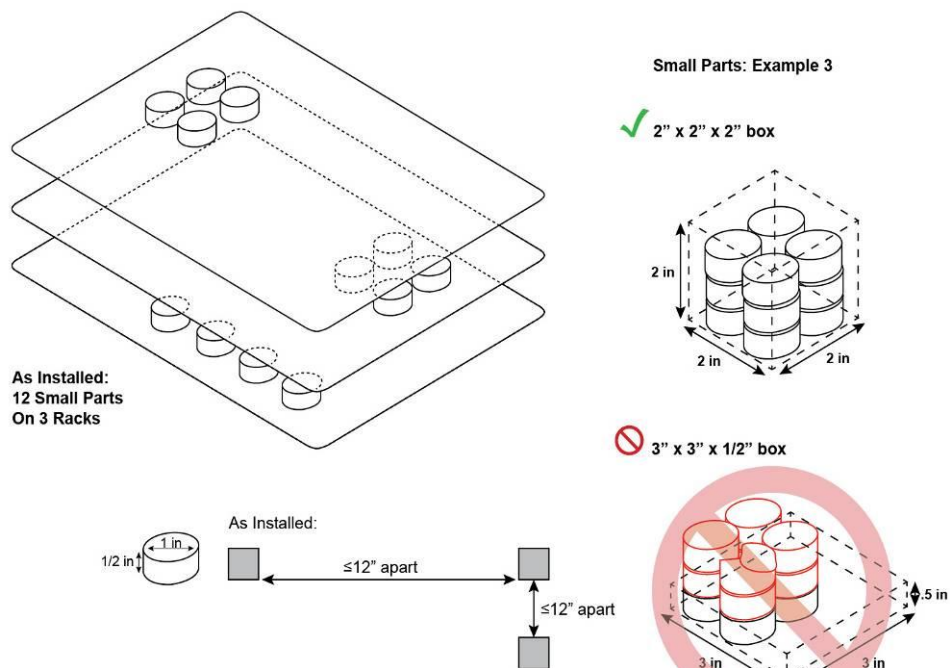 Small Parts: Example 3
2” x 2” x 2” box
2 in
2 in
2 in
As Installed:
12 Small Parts
On 3 Racks
3” x 3” x 1/2” box
As Installed:
1 in
1/2 in
≤12” apart
≤12” apart
.5 in
3 in
3 in